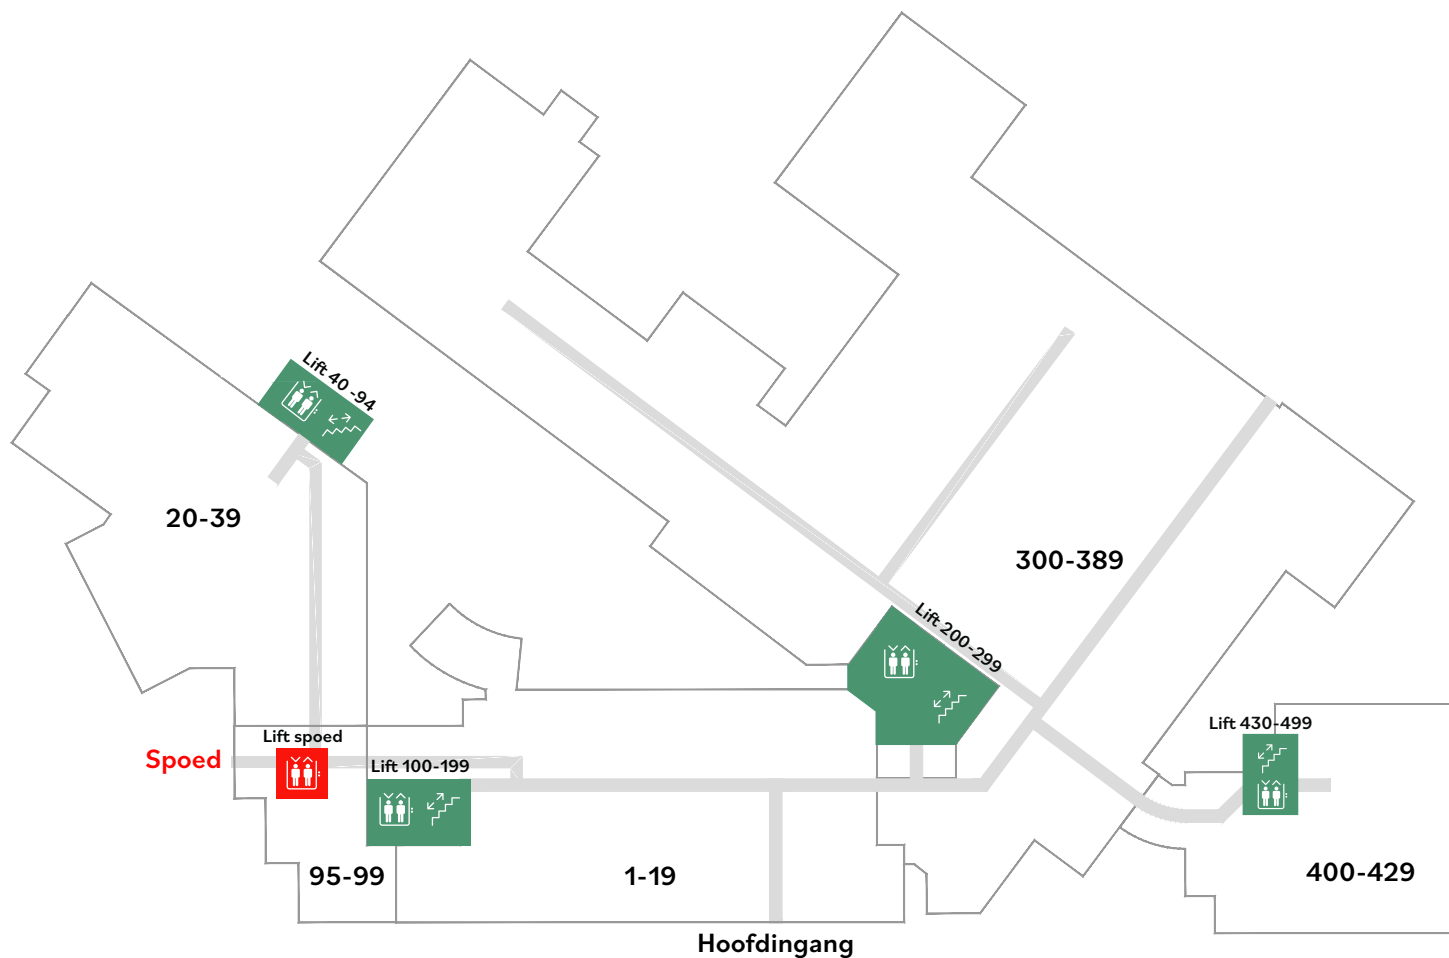 Lift 40 -94
20-39
300-389
Lift 200-299
Lift 430-499
Lift spoed
Spoed
Lift 100-199
95-99
1-19
400-429
Hoofdingang